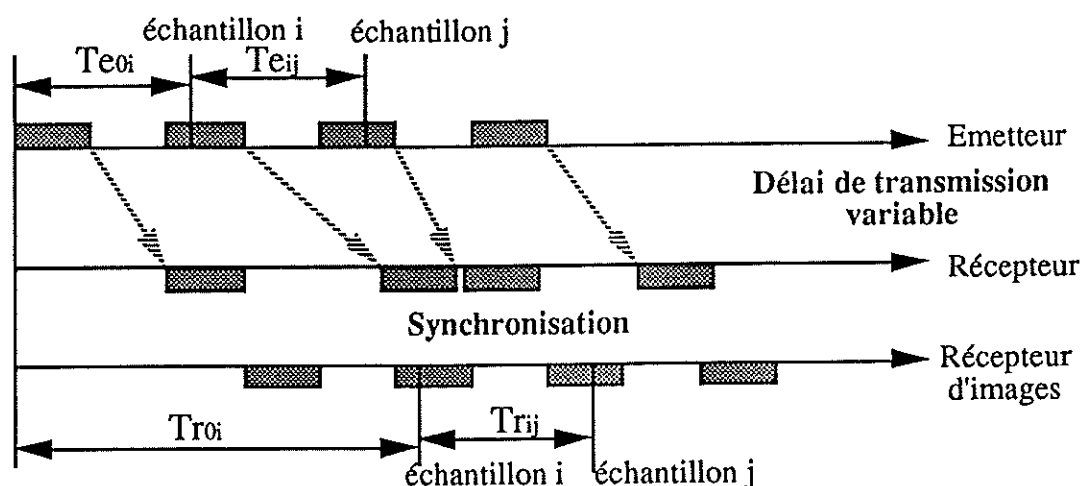 échantillon i
échantillon j
Te0i
Teij
Emetteur
Délai de transmission
variable
Récepteur
Synchronisation
Récepteur
d'images
Tr0i
Trij
échantillon i
échantillon j